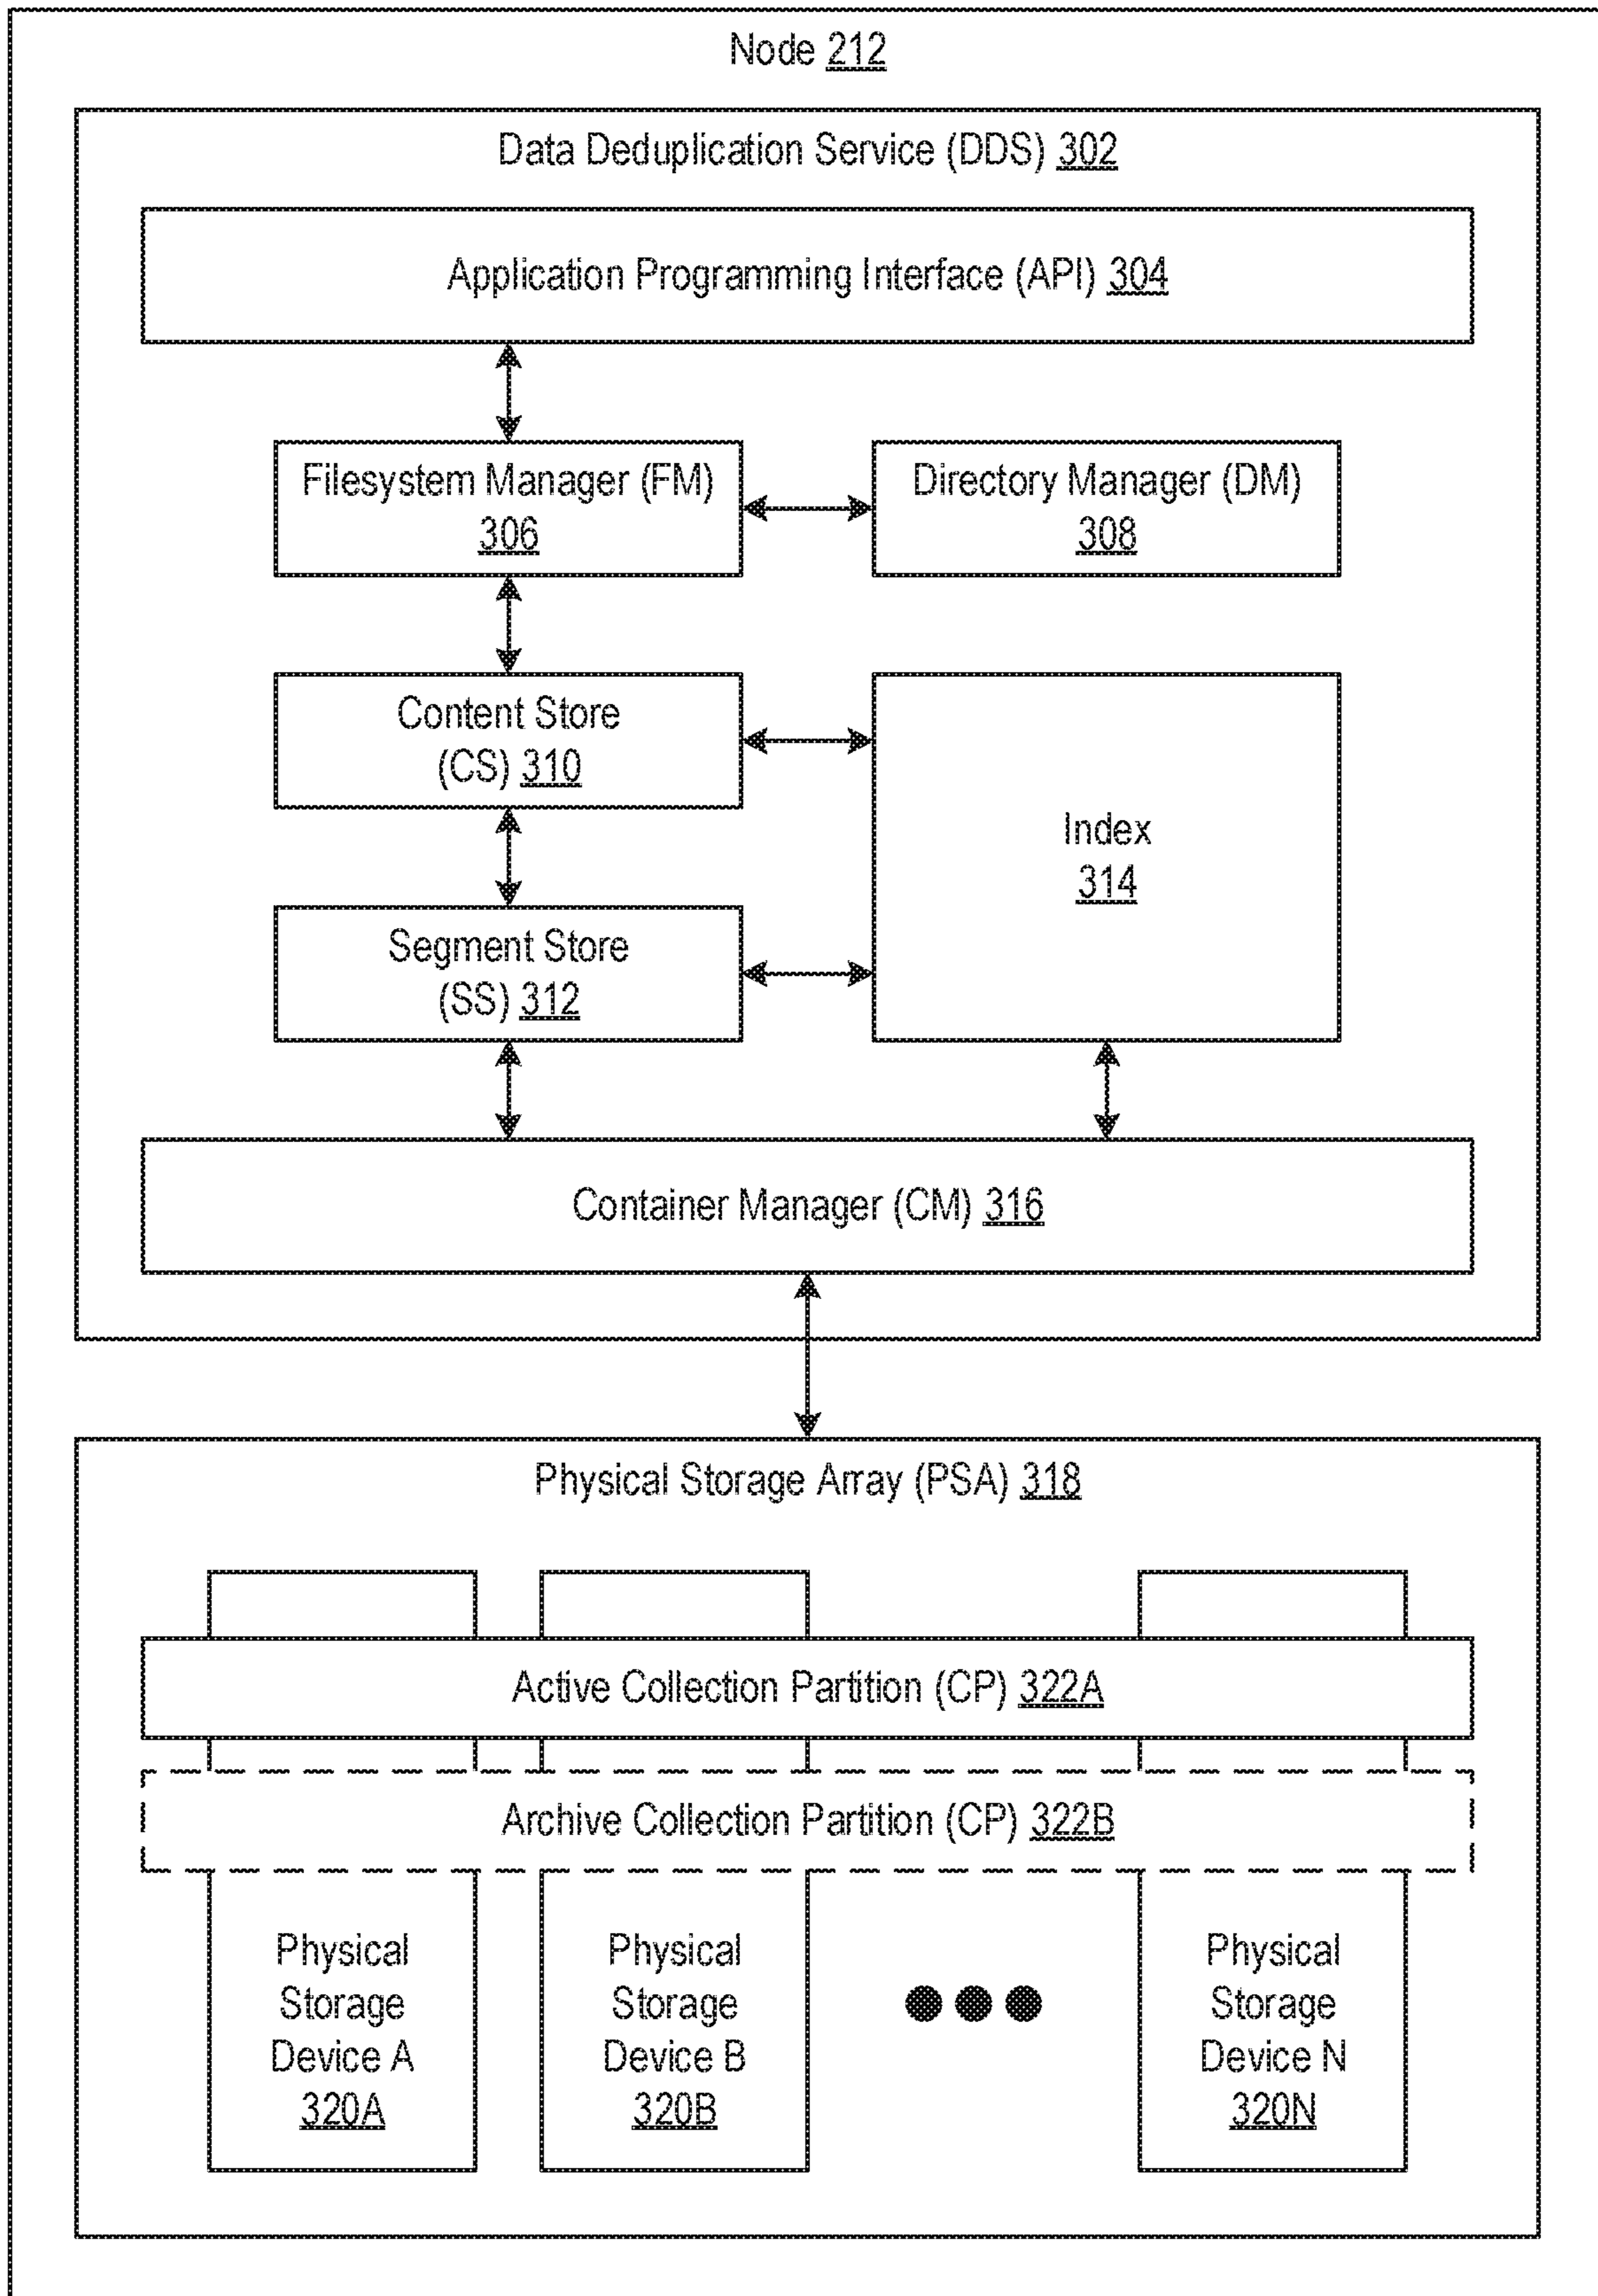 Node 212
Data Deduplication Service (DDS) 302
Application Programming Interface (API) 304
Filesystem Manager (FM)
306
Directory Manager (DM)
308
Content Store
(CS) 310
Index
314
Segment Store
(SS) 312
Container Manager (CM) 316
Physical Storage Array (PSA) 318
Active Collection Partition (CP) 322A
Archive Collection Partition (CP) 322B
Physical
Storage
Device A
320A
Physical
Storage
Device B
320B
Physical
Storage
Device N
320N